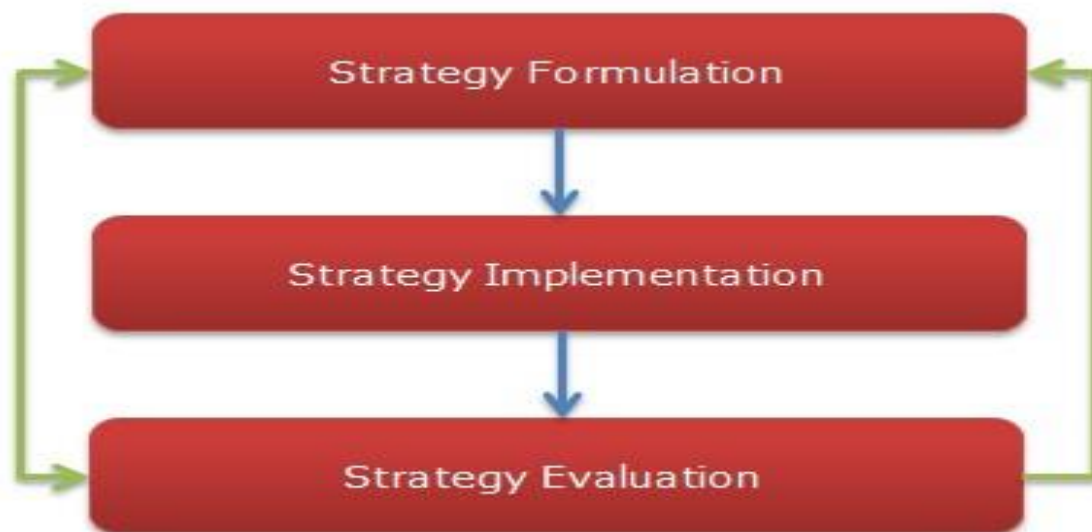 Strategy Formulation
Strategy Implementation
Strategy Evaluation